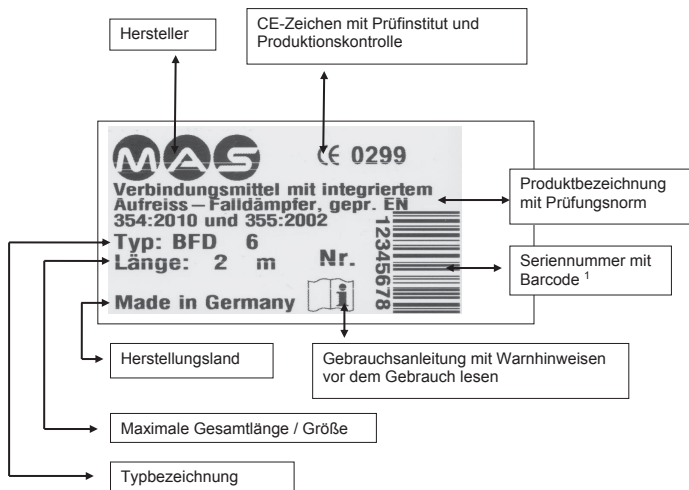 Hersteller
CE-Zeichen mit Prüfinstitut und
Produktionskontrolle
MAS
CE 0299
Verbindungsmittel mit integriertem
Aufreiss – Falldämpfer, gepr. EN
354:2010 und 355:2002
Typ: BFD 6
Länge: 2 m
Nr.
12345678
Made in Germany
i
Produktbezeichnung
mit Prüfungsnorm
Seriennummer mit
Barcode ¹
Herstellungsland
Gebrauchsanleitung mit Warnhinweisen
vor dem Gebrauch lesen
Maximale Gesamtlänge / Größe
Typbezeichnung